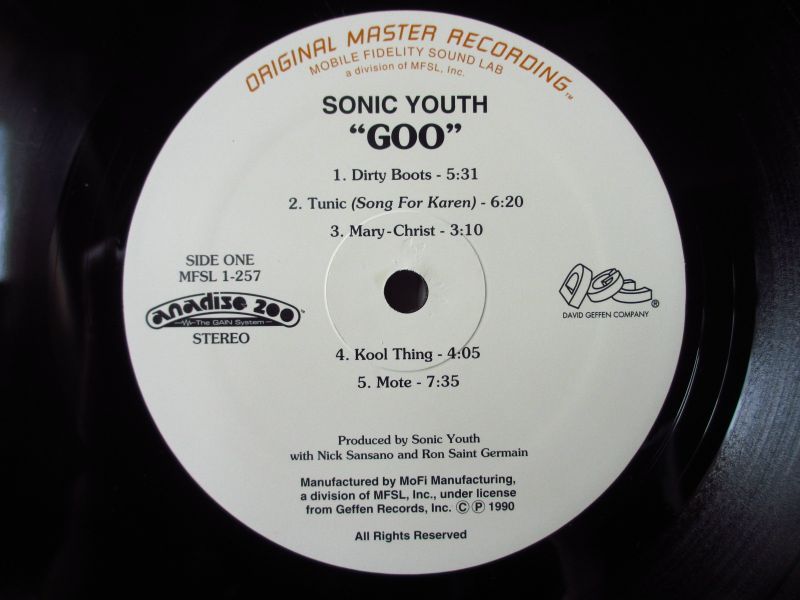 ORIGINAL MASTER RECORDING™
MOBILE FIDELITY SOUND LAB
a division of MFSL, Inc.
SONIC YOUTH
“GOO”
1. Dirty Boots - 5:31
2. Tunic (Song For Karen) - 6:20
3. Mary-Christ - 3:10
SIDE ONE
MFSL 1-257
anadisc 200™
The GAIN System
STEREO
DGC®
DAVID GEFFEN COMPANY
4. Kool Thing - 4:05
5. Mote - 7:35
Produced by Sonic Youth
with Nick Sansano and Ron Saint Germain
Manufactured by MoFi Manufacturing,
a division of MFSL, Inc., under license
from Geffen Records, Inc. Ⓒ Ⓟ 1990
All Rights Reserved